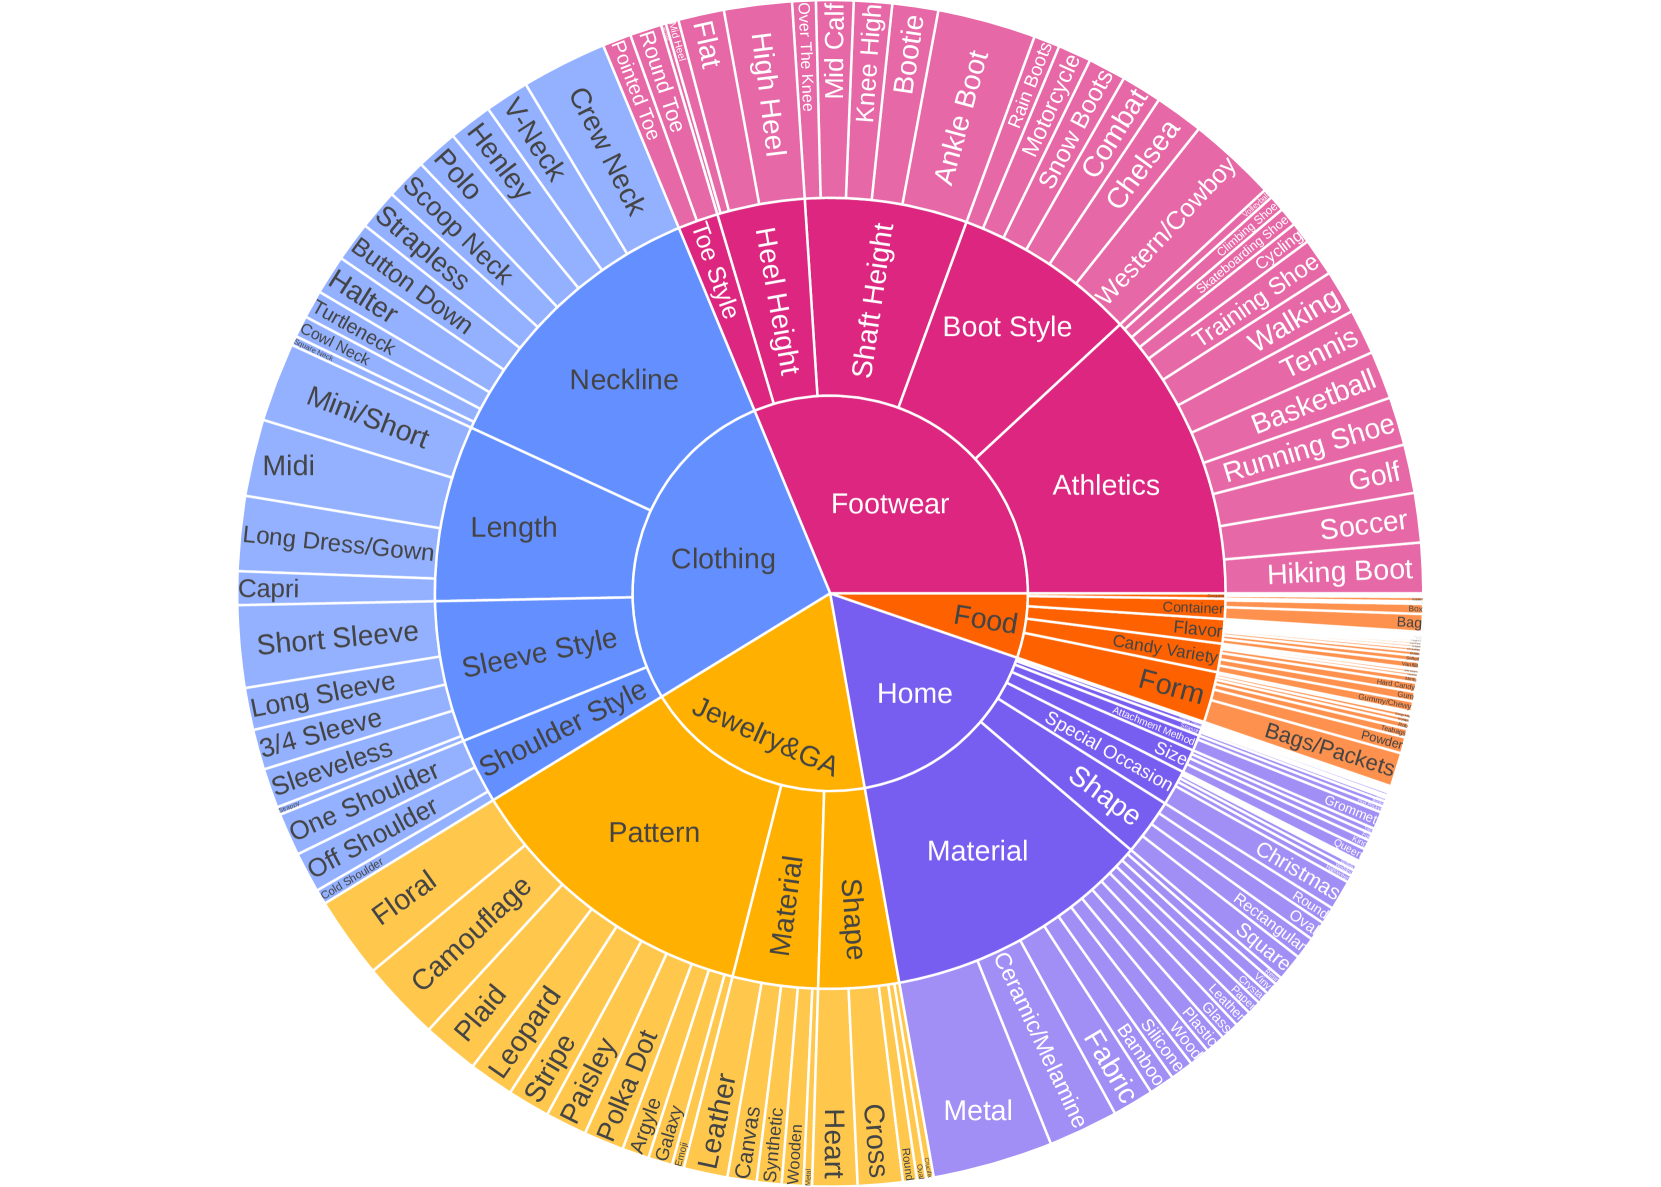 Footwear
Toe Style
Pointed Toe
Round Toe
Heel Height
Mid Heel
Flat
High Heel
Shaft Height
Over The Knee
Mid Calf
Knee High
Bootie
Ankle Boot
Boot Style
Rain Boots
Motorcycle
Snow Boots
Combat
Chelsea
Western/Cowboy
Athletics
Volleyball
Climbing Shoe
Skateboarding Shoe
Cycling
Training Shoe
Walking
Tennis
Basketball
Running Shoe
Golf
Soccer
Hiking Boot
Food
Container
Box
Bag
Flavor
Vanilla
Candy Variety
Hard Candy
Gum
Gummy/Chewy
Form
Teabags
Powder
Bags/Packets
Home
Attachment Method
Grommet
Size
Queen
Special Occasion
Christmas
Shape
Round
Oval
Rectangular
Square
Material
Vinyl
Crystal
Paper
Leather
Glass
Plastic
Wood
Silicone
Bamboo
Fabric
Ceramic/Melamine
Metal
Jewelry&GA
Shape
Oval
Round
Cross
Heart
Material
Metal
Wooden
Synthetic
Canvas
Leather
Pattern
Emoji
Galaxy
Argyle
Polka Dot
Paisley
Stripe
Leopard
Plaid
Camouflage
Floral
Clothing
Shoulder Style
Cold Shoulder
Off Shoulder
One Shoulder
Sleeve Style
Sleeveless
3/4 Sleeve
Long Sleeve
Short Sleeve
Length
Capri
Long Dress/Gown
Midi
Mini/Short
Neckline
Square Neck
Cowl Neck
Turtleneck
Halter
Button Down
Strapless
Scoop Neck
Polo
Henley
V-Neck
Crew Neck